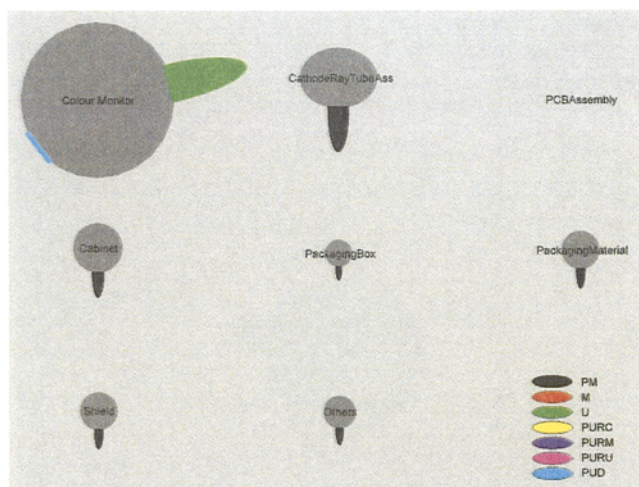 Colour Monitor
CathodeRayTubeAss
PCBAssembly
Cabinet
PackagingBox
PackagingMaterial
Shield
Others
PM
M
U
PURC
PURM
PURU
PUD